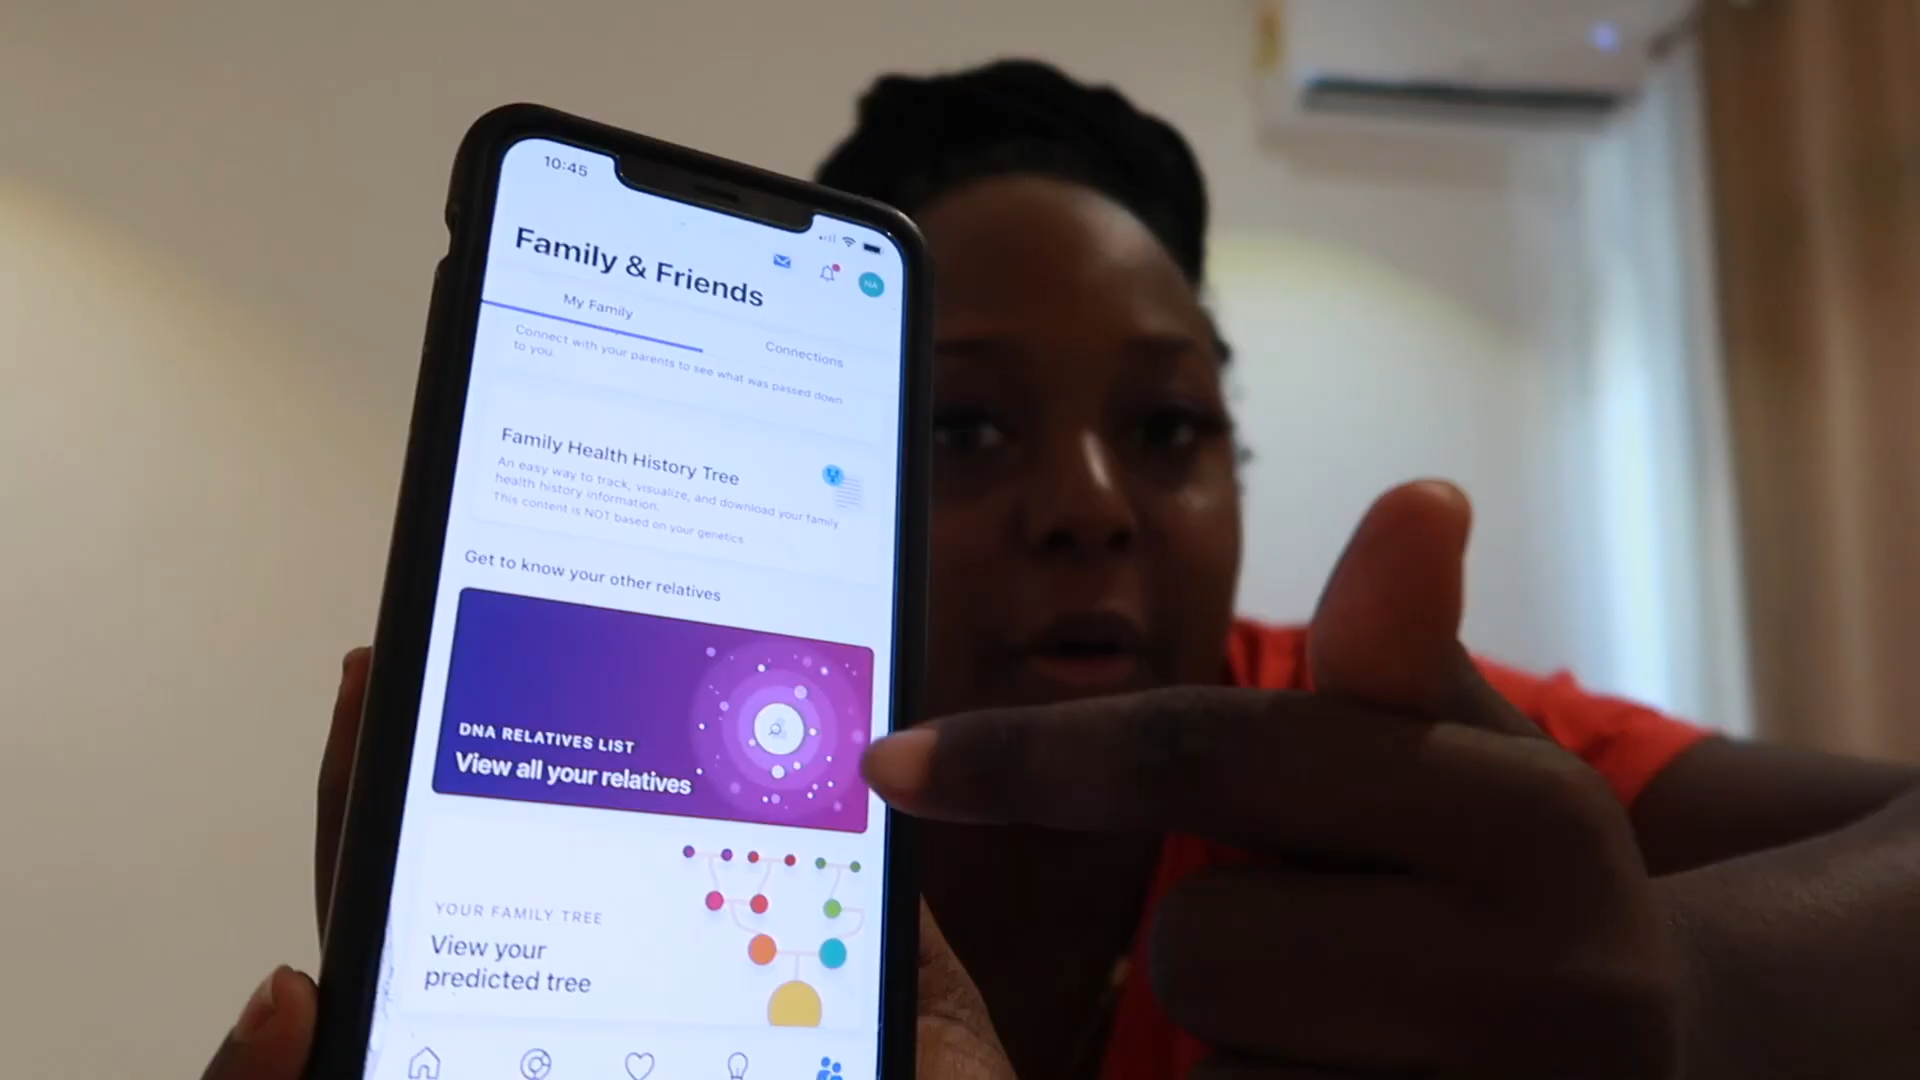 10:45
Family & Friends
NA
My Family
Connections
Connect with your parents to see what was passed down
to you.
Family Health History Tree
An easy way to track, visualize, and download your family
health history information.
This content is NOT based on your genetics.
Get to know your other relatives
DNA RELATIVES LIST
View all your relatives
YOUR FAMILY TREE
View your
predicted tree